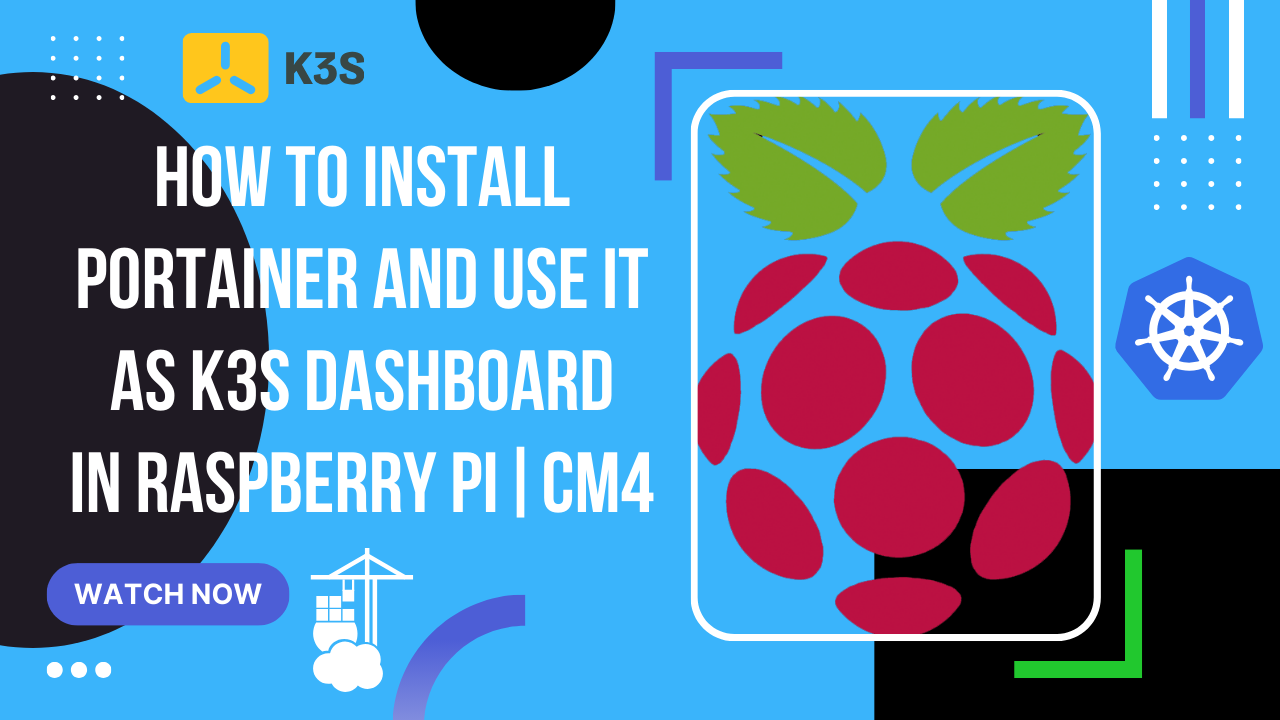 K3S
HOW TO INSTALL
PORTAINER AND USE IT
AS K3S DASHBOARD
IN RASPBERRY PI | CM4
WATCH NOW